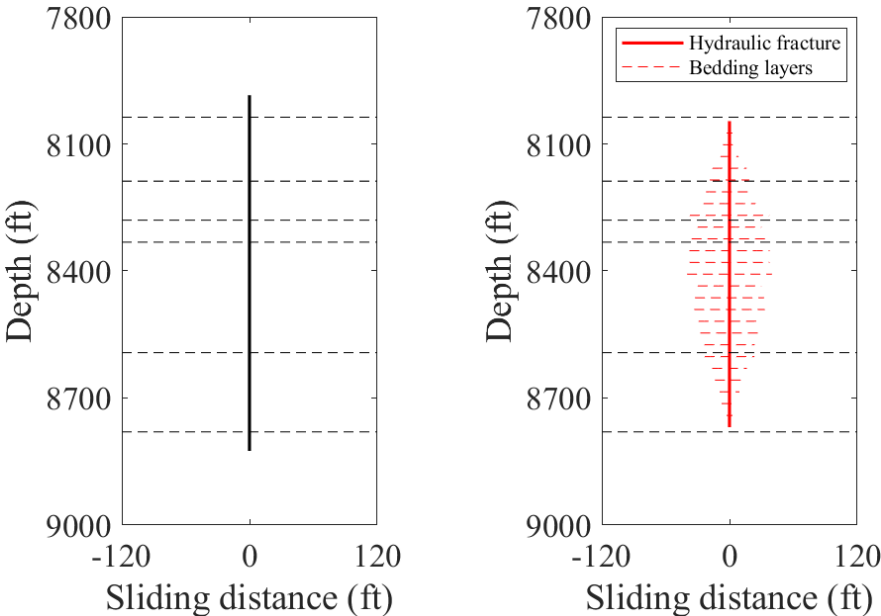 7800
8100
8400
8700
9000
Depth (ft)
-120 0 120
Sliding distance (ft)
7800
8100
8400
8700
9000
Depth (ft)
-120 0 120
Sliding distance (ft)
Hydraulic fracture
Bedding layers